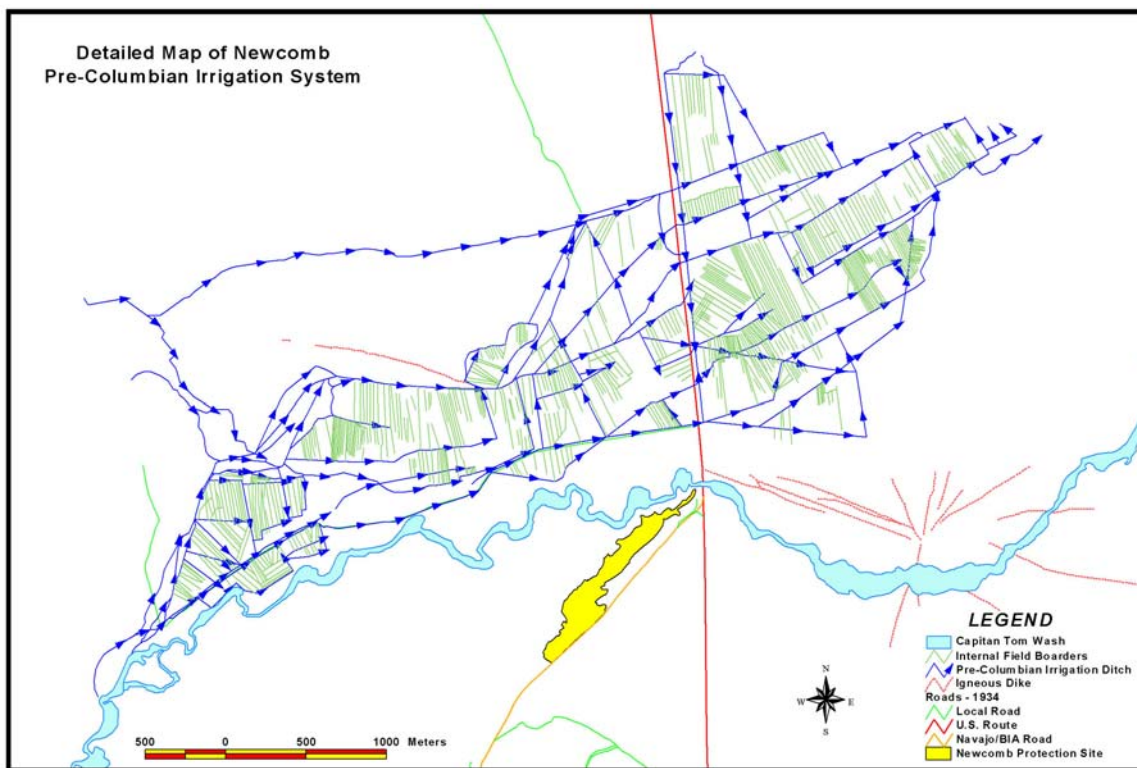 Detailed Map of Newcomb
Pre-Columbian Irrigation System
N
W E
S
500 0 500 1000 Meters
LEGEND
Capitan Tom Wash
Internal Field Boarders
Pre-Columbian Irrigation Ditch
Igneous Dike
Roads - 1934
Local Road
U.S. Route
Navajo/BIA Road
Newcomb Protection Site